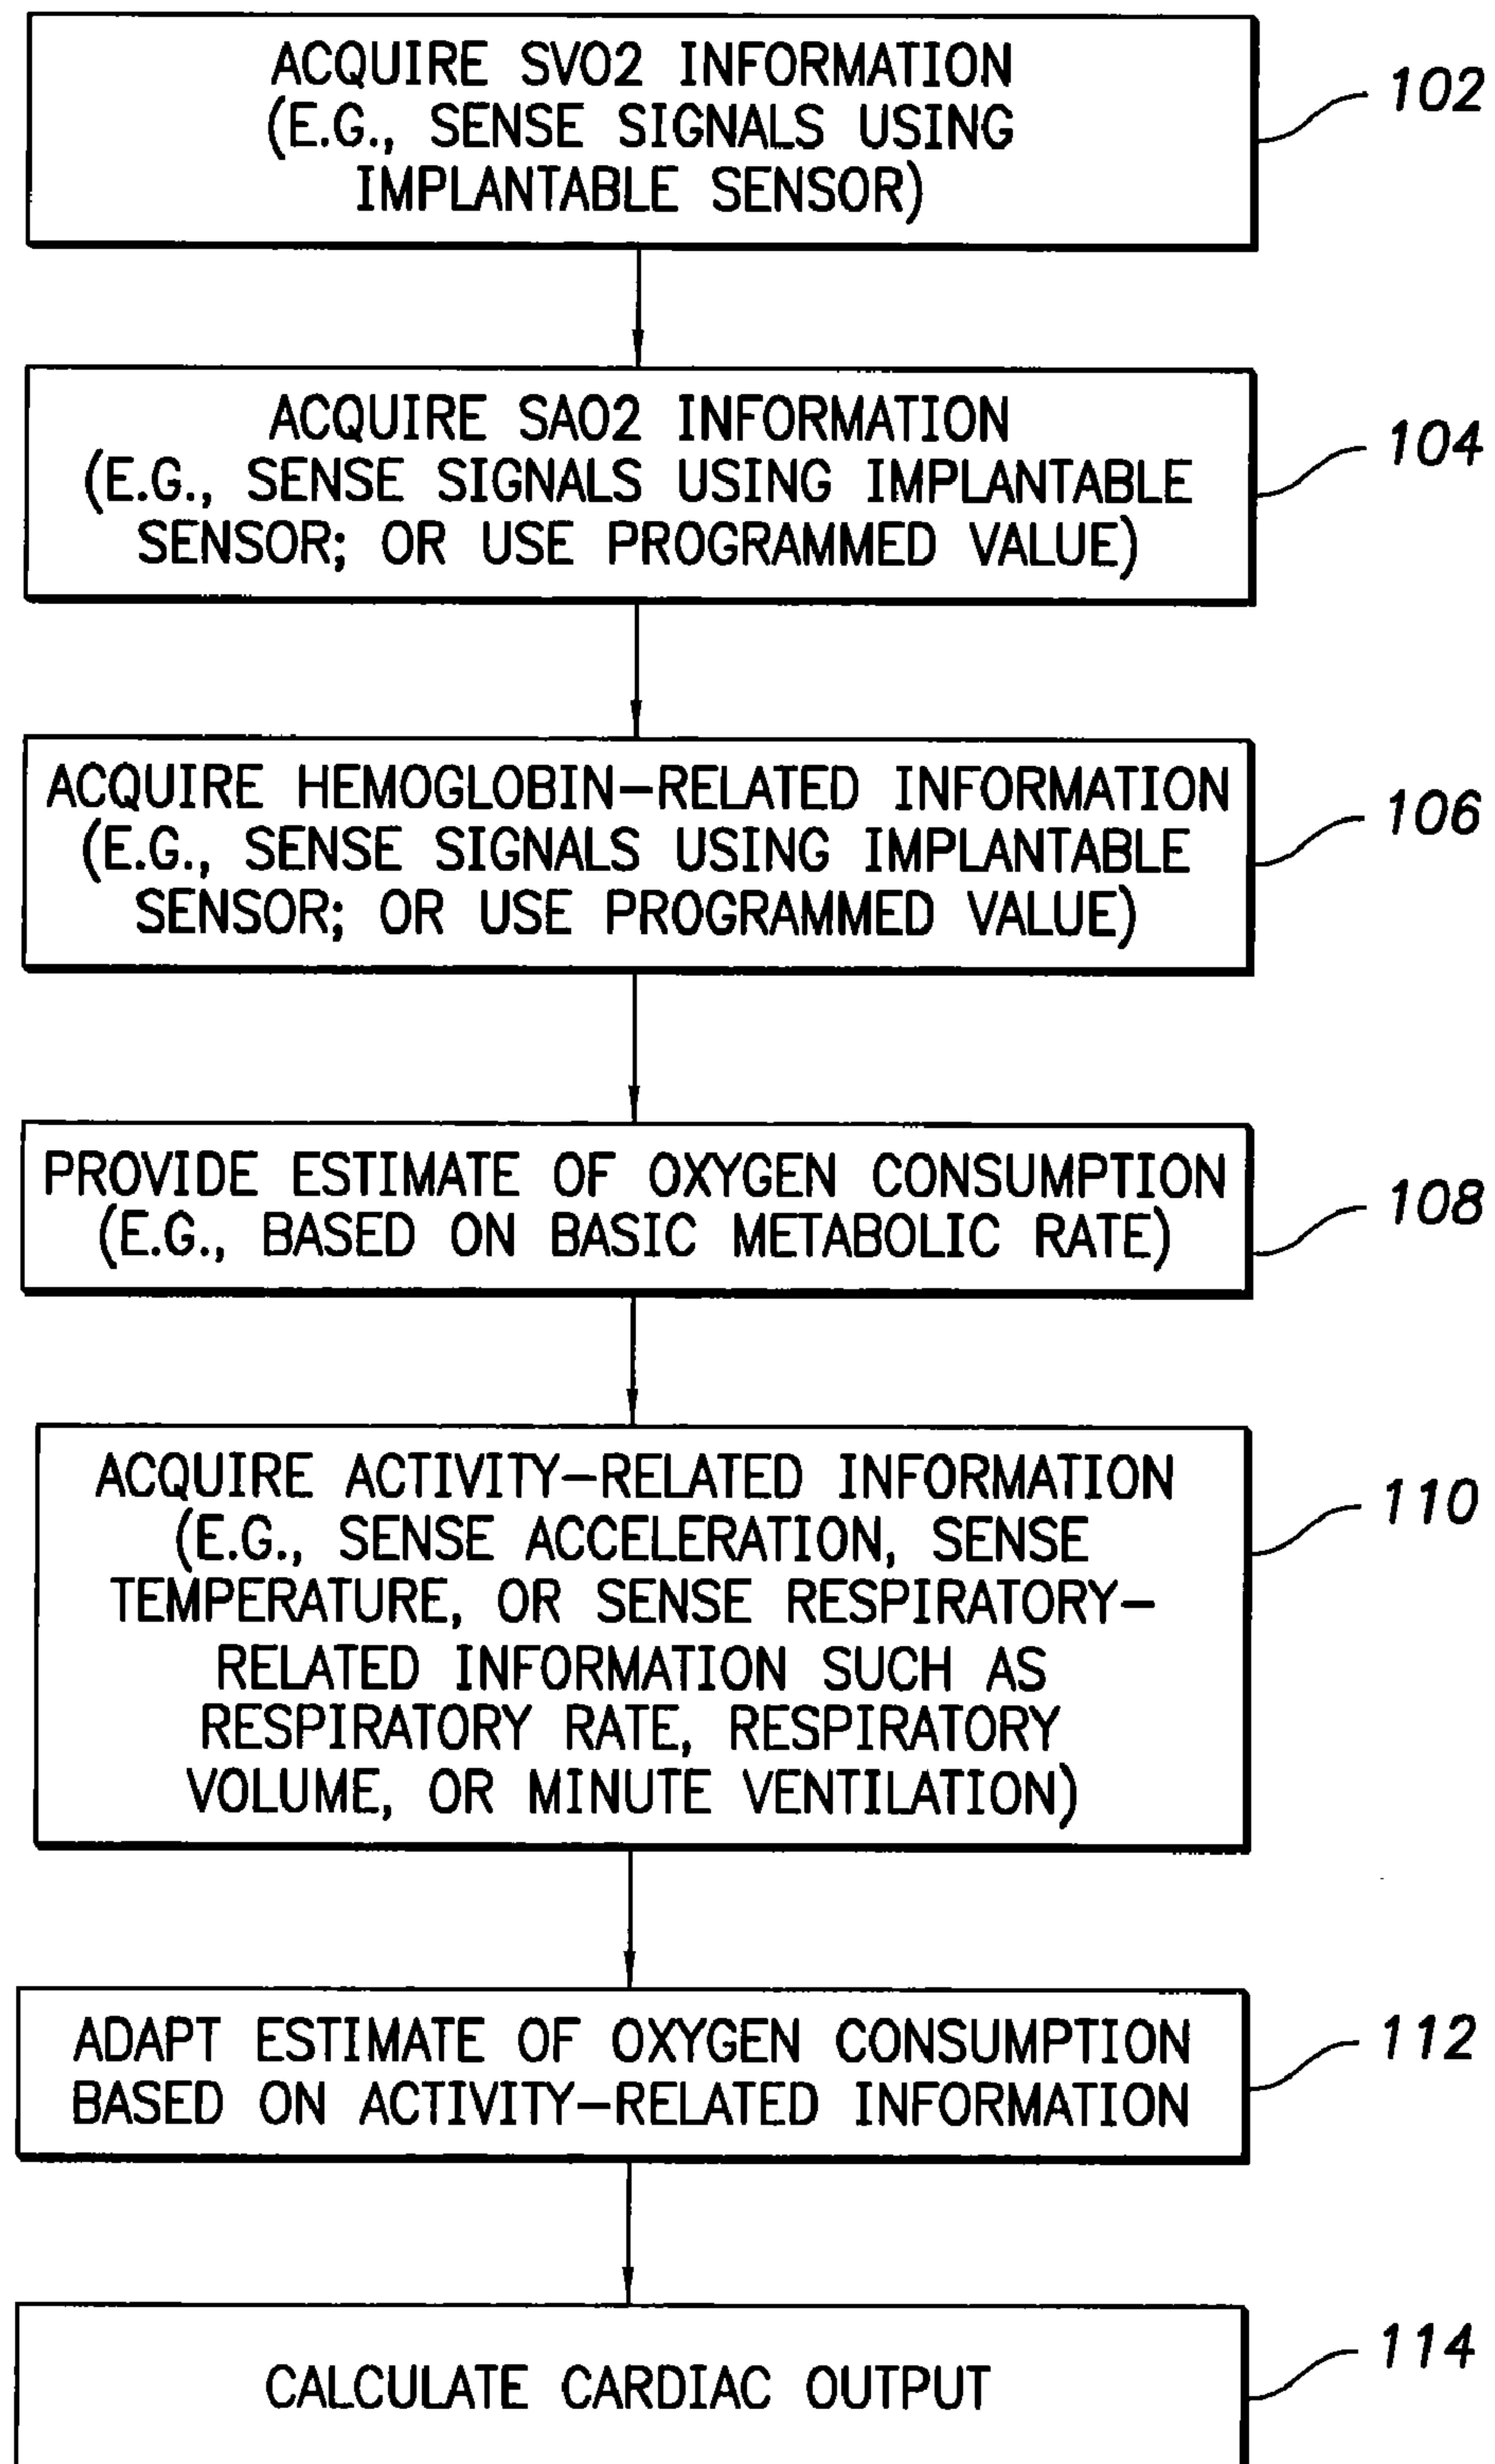 ACQUIRE SVO2 INFORMATION
(E.G., SENSE SIGNALS USING
IMPLANTABLE SENSOR)
102
ACQUIRE SAO2 INFORMATION
(E.G., SENSE SIGNALS USING IMPLANTABLE
SENSOR; OR USE PROGRAMMED VALUE)
104
ACQUIRE HEMOGLOBIN-RELATED INFORMATION
(E.G., SENSE SIGNALS USING IMPLANTABLE
SENSOR; OR USE PROGRAMMED VALUE)
106
PROVIDE ESTIMATE OF OXYGEN CONSUMPTION
(E.G., BASED ON BASIC METABOLIC RATE)
108
ACQUIRE ACTIVITY-RELATED INFORMATION
(E.G., SENSE ACCELERATION, SENSE
TEMPERATURE, OR SENSE RESPIRATORY-
RELATED INFORMATION SUCH AS
RESPIRATORY RATE, RESPIRATORY
VOLUME, OR MINUTE VENTILATION)
110
ADAPT ESTIMATE OF OXYGEN CONSUMPTION
BASED ON ACTIVITY-RELATED INFORMATION
112
CALCULATE CARDIAC OUTPUT
114